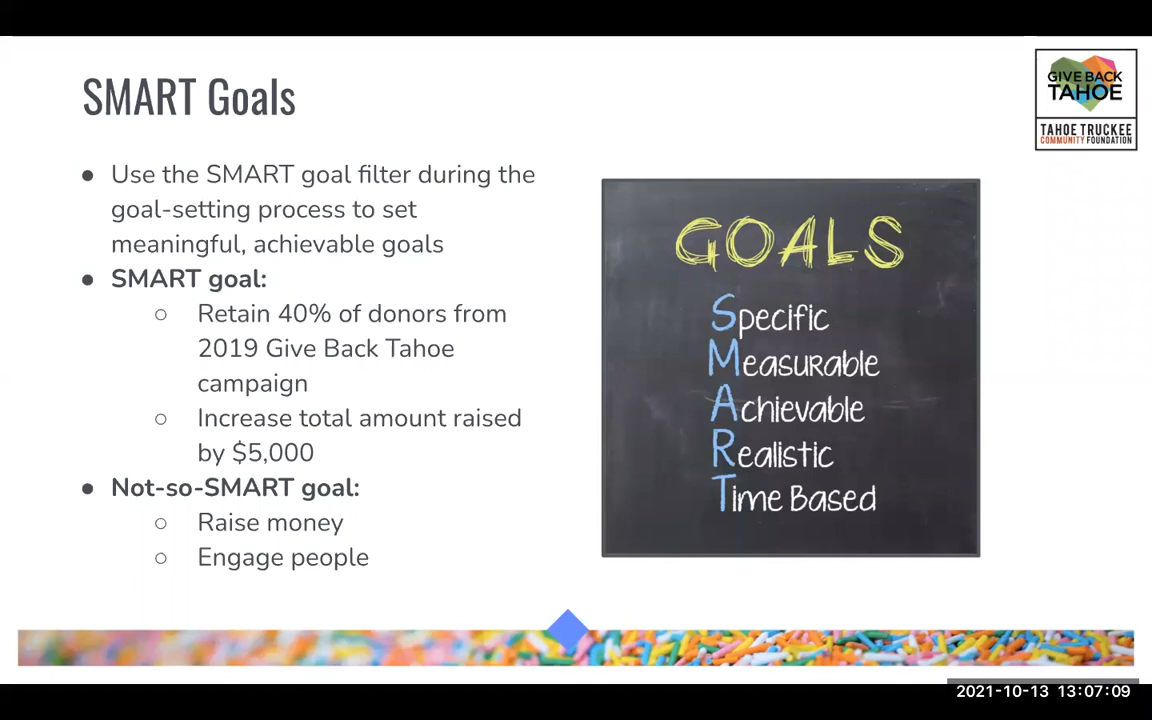 SMART Goals
GIVE BACK
TAHOE
TAHOE TRUCKEE
COMMUNITY FOUNDATION
● Use the SMART goal filter during the
goal-setting process to set
meaningful, achievable goals
● SMART goal:
○ Retain 40% of donors from
2019 Give Back Tahoe
campaign
○ Increase total amount raised
by $5,000
● Not-so-SMART goal:
○ Raise money
○ Engage people
GOALS
Specific
Measurable
Achievable
Realistic
Time Based
2021-10-13 13:07:09